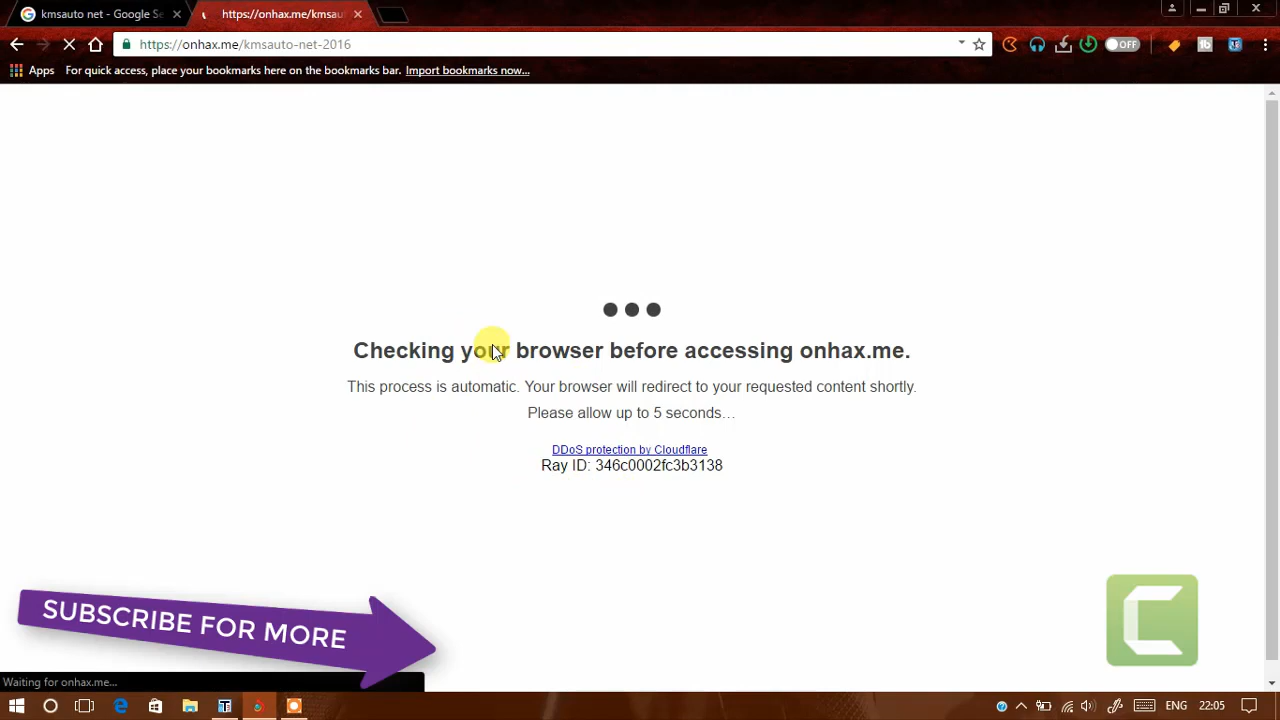 kmsauto net - Google Se
https://onhax.me/kmsaut
https://onhax.me/kmsauto-net-2016
OFF
Apps
For quick access, place your bookmarks here on the bookmarks bar. Import bookmarks now...
Checking your browser before accessing onhax.me.
This process is automatic. Your browser will redirect to your requested content shortly.
Please allow up to 5 seconds…
DDoS protection by Cloudflare
Ray ID: 346c0002fc3b3138
SUBSCRIBE FOR MORE
Waiting for onhax.me...
ENG
22:05